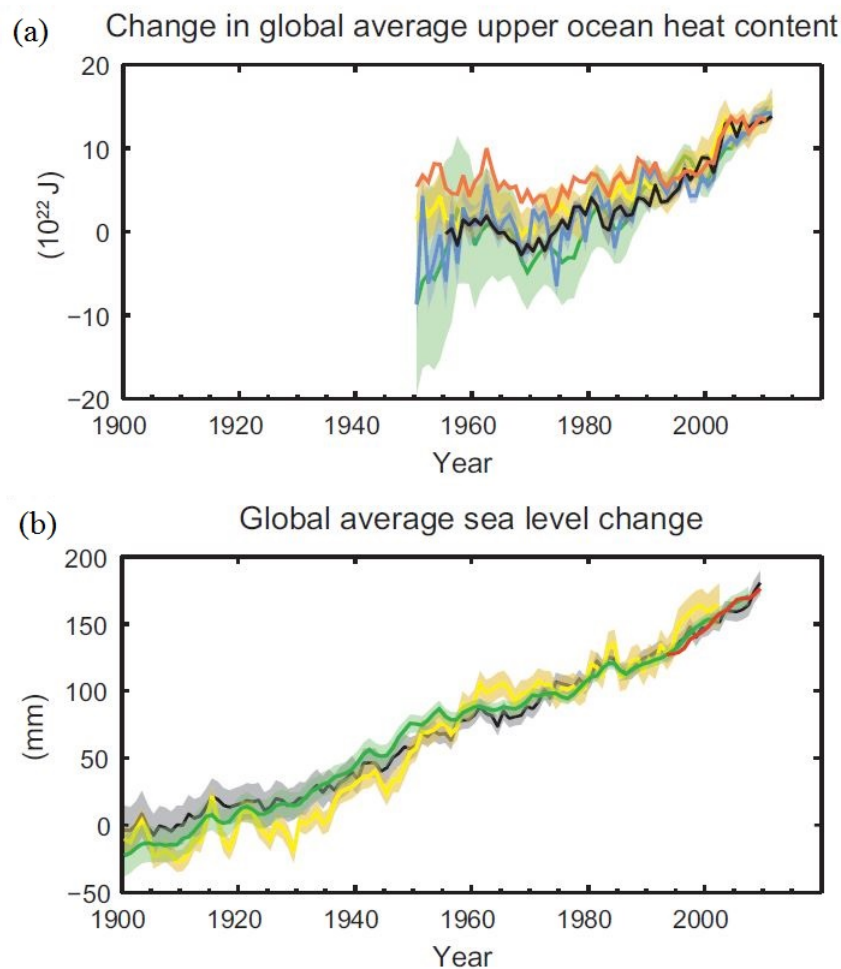 (a) Change in global average upper ocean heat content
20
10
0
−10
−20
(10²² J)
1900 1920 1940 1960 1980 2000
Year
(b) Global average sea level change
200
150
100
50
0
−50
(mm)
1900 1920 1940 1960 1980 2000
Year